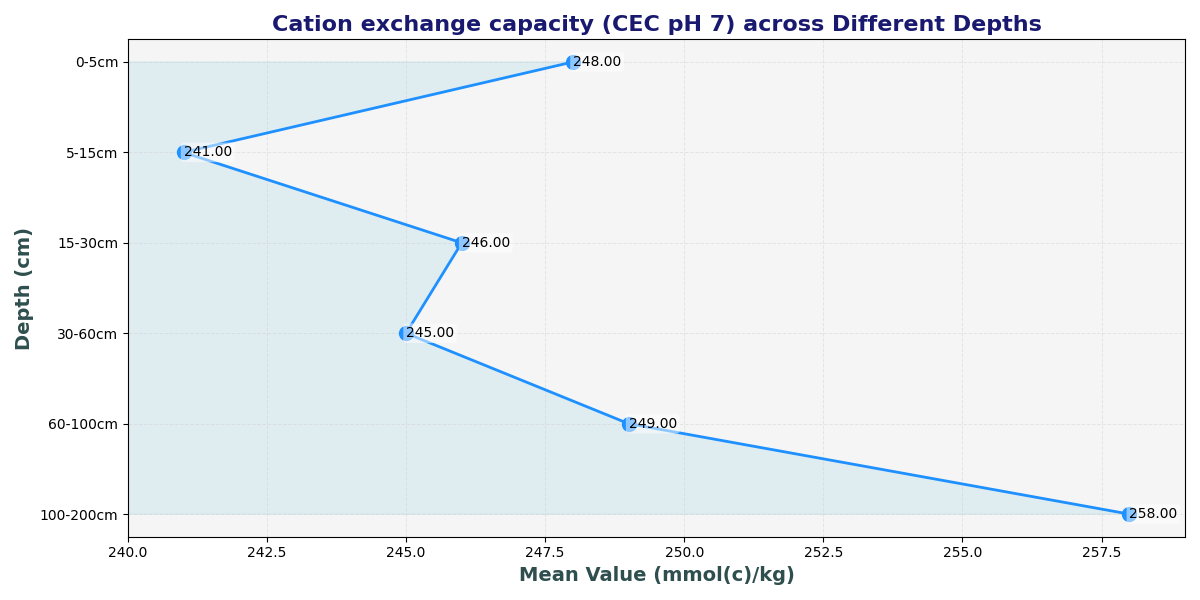 Cation exchange capacity (CEC pH 7) across Different Depths
Depth (cm)
0-5cm
5-15cm
15-30cm
30-60cm
60-100cm
100-200cm
248.00
241.00
246.00
245.00
249.00
258.00
240.0 242.5 245.0 247.5 250.0 252.5 255.0 257.5
Mean Value (mmol(c)/kg)